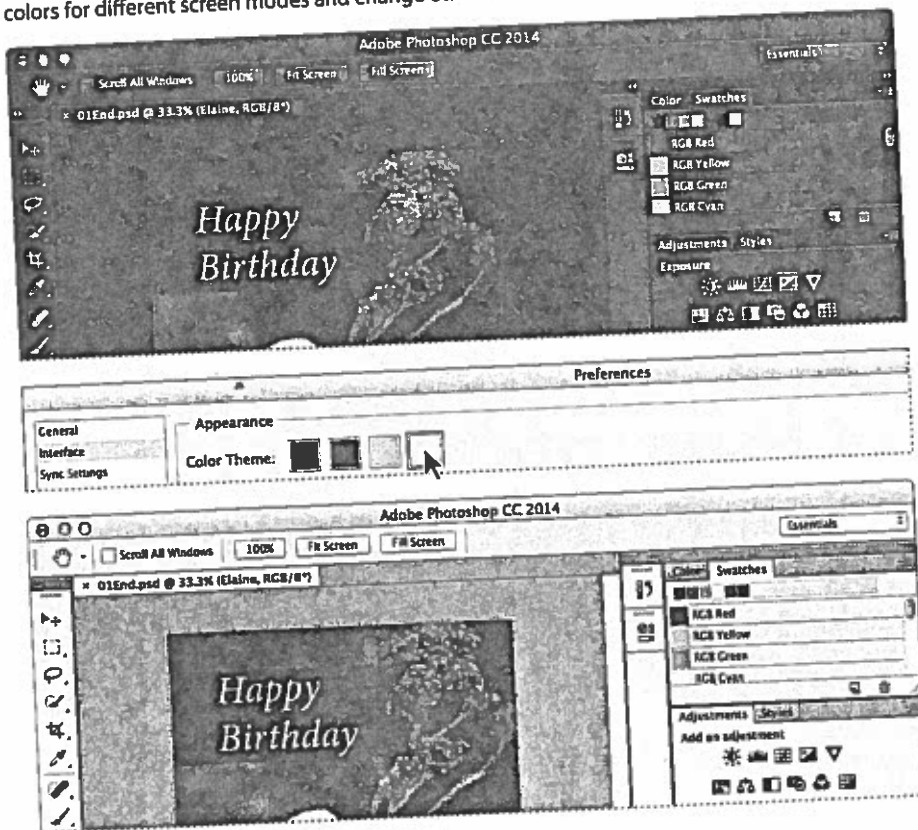 colors for different screen modes and change
Adobe Photoshop CC 2014
Scroll All Windows 100% Fit Screen Fill Screen
Essentials
× 01End.psd @ 33.3% (Elaine, RGB/8*)
Color Swatches
RGB Red
RGB Yellow
RGB Green
RGB Cyan
Happy
Birthday
Adjustments Styles
Exposure
Preferences
General
Interface
Sync Settings
Appearance
Color Theme:
Adobe Photoshop CC 2014
Scroll All Windows 100% Fit Screen Fill Screen
Essentials
× 01End.psd @ 33.3% (Elaine, RGB/8*)
Color Swatches
RGB Red
RGB Yellow
RGB Green
RGB Cyan
Happy
Birthday
Adjustments Styles
Add an adjustment